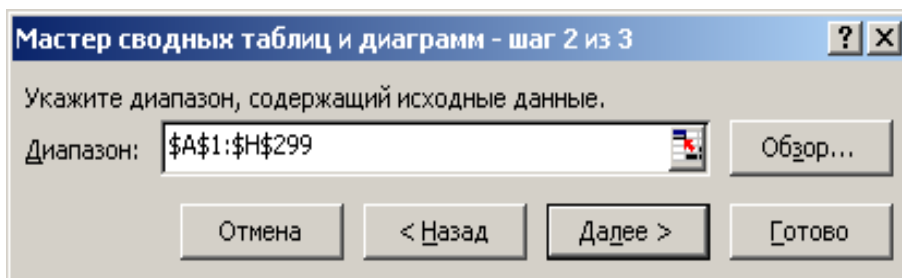 Мастер сводных таблиц и диаграмм - шаг 2 из 3 ?
Укажите диапазон, содержащий исходные данные.
Диапазон: $A$1:$H$299 Обзор...
Отмена < Назад Далее > Готово